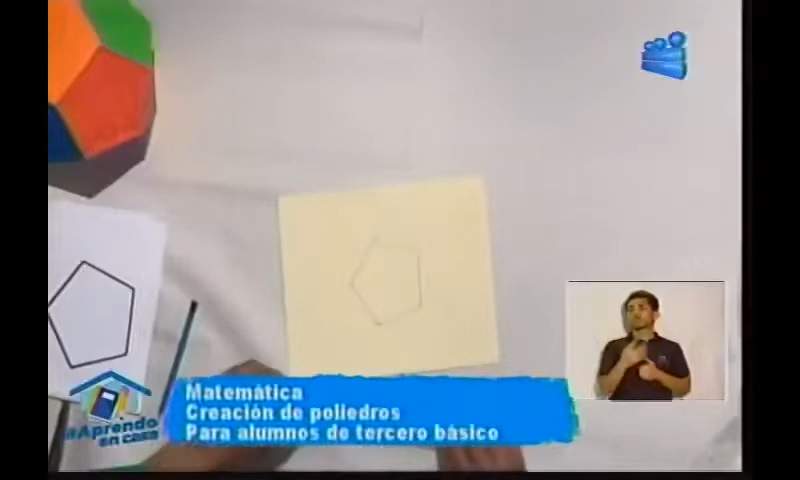 Matemática
Creación de poliedros
Para alumnos de tercero básico
#Aprendo
en casa